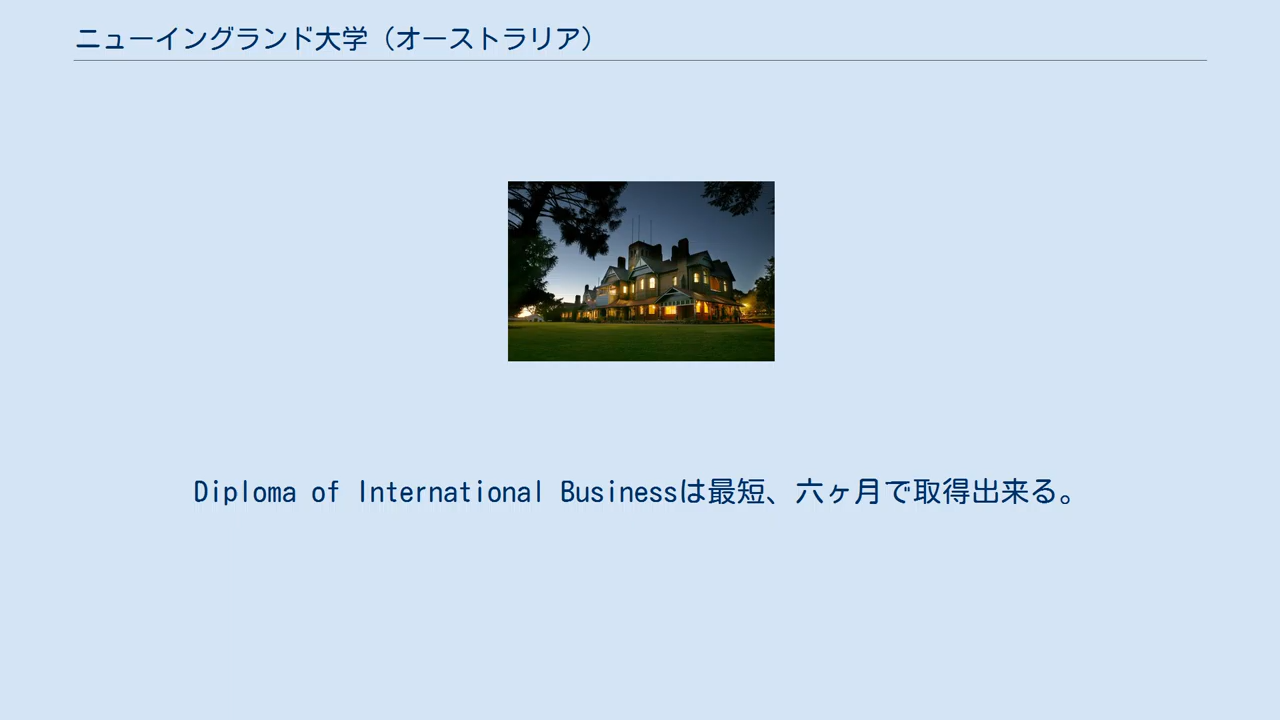 ニューイングランド大学（オーストラリア）
Diploma of International Businessは最短、六ヶ月で取得出来る。